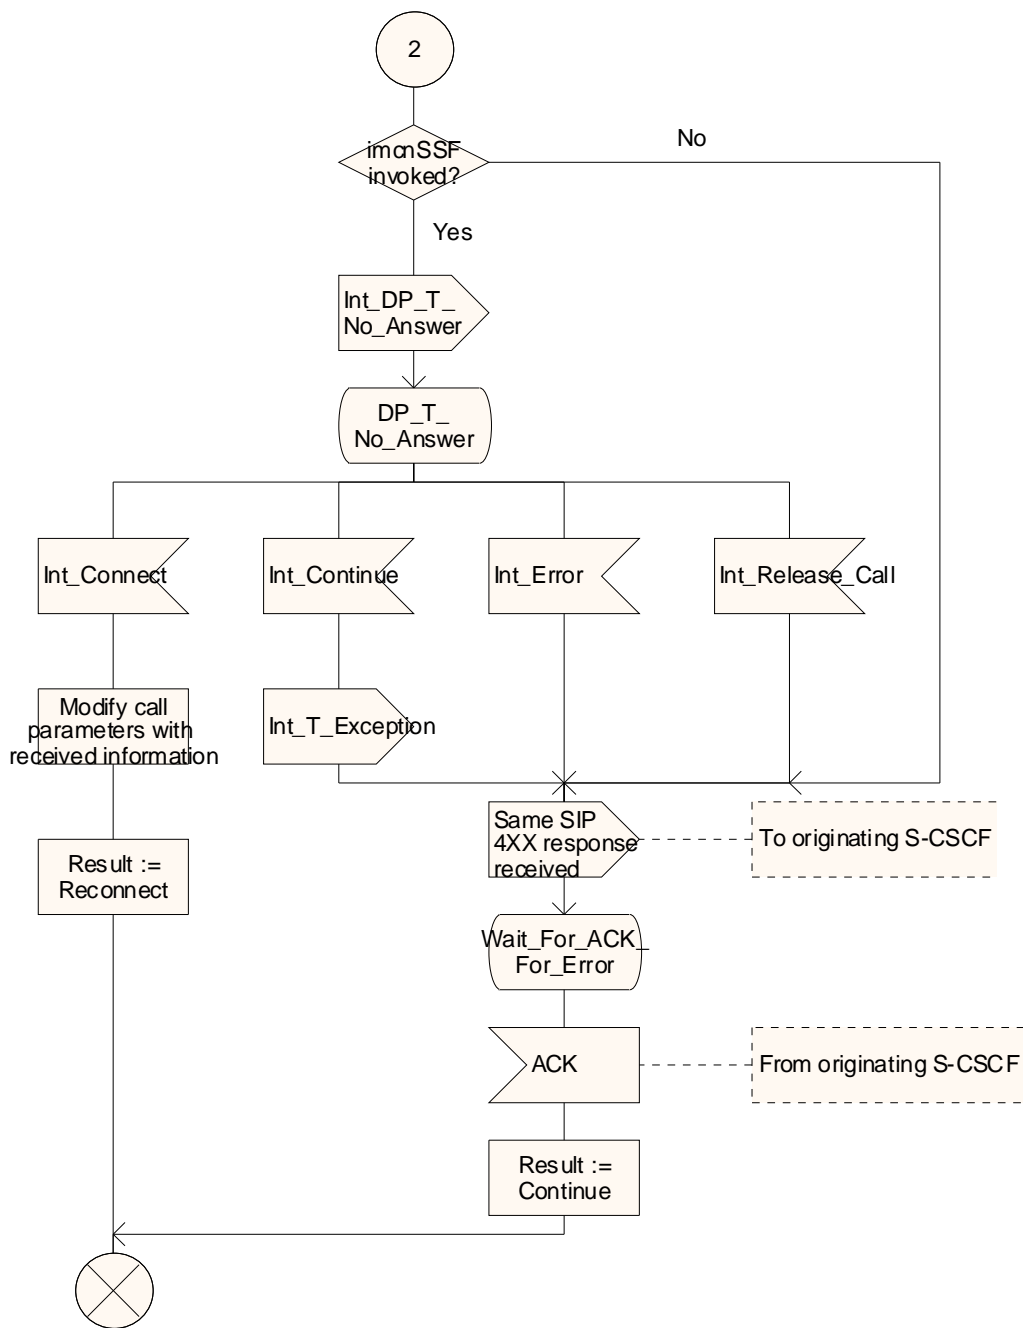 2
No
imcnSSF
invoked?
Yes
Int_DP_T_
No_Answer
DP_T_
No_Answer
Int_Connect
Int_Continue
Int_Error
Int_Release_Call
Modify call
parameters with
received information
Int_T_Exception
Same SIP
4XX response
received
To originating S-CSCF
Result :=
Reconnect
Wait_For_ACK_
For_Error
ACK
From originating S-CSCF
Result :=
Continue